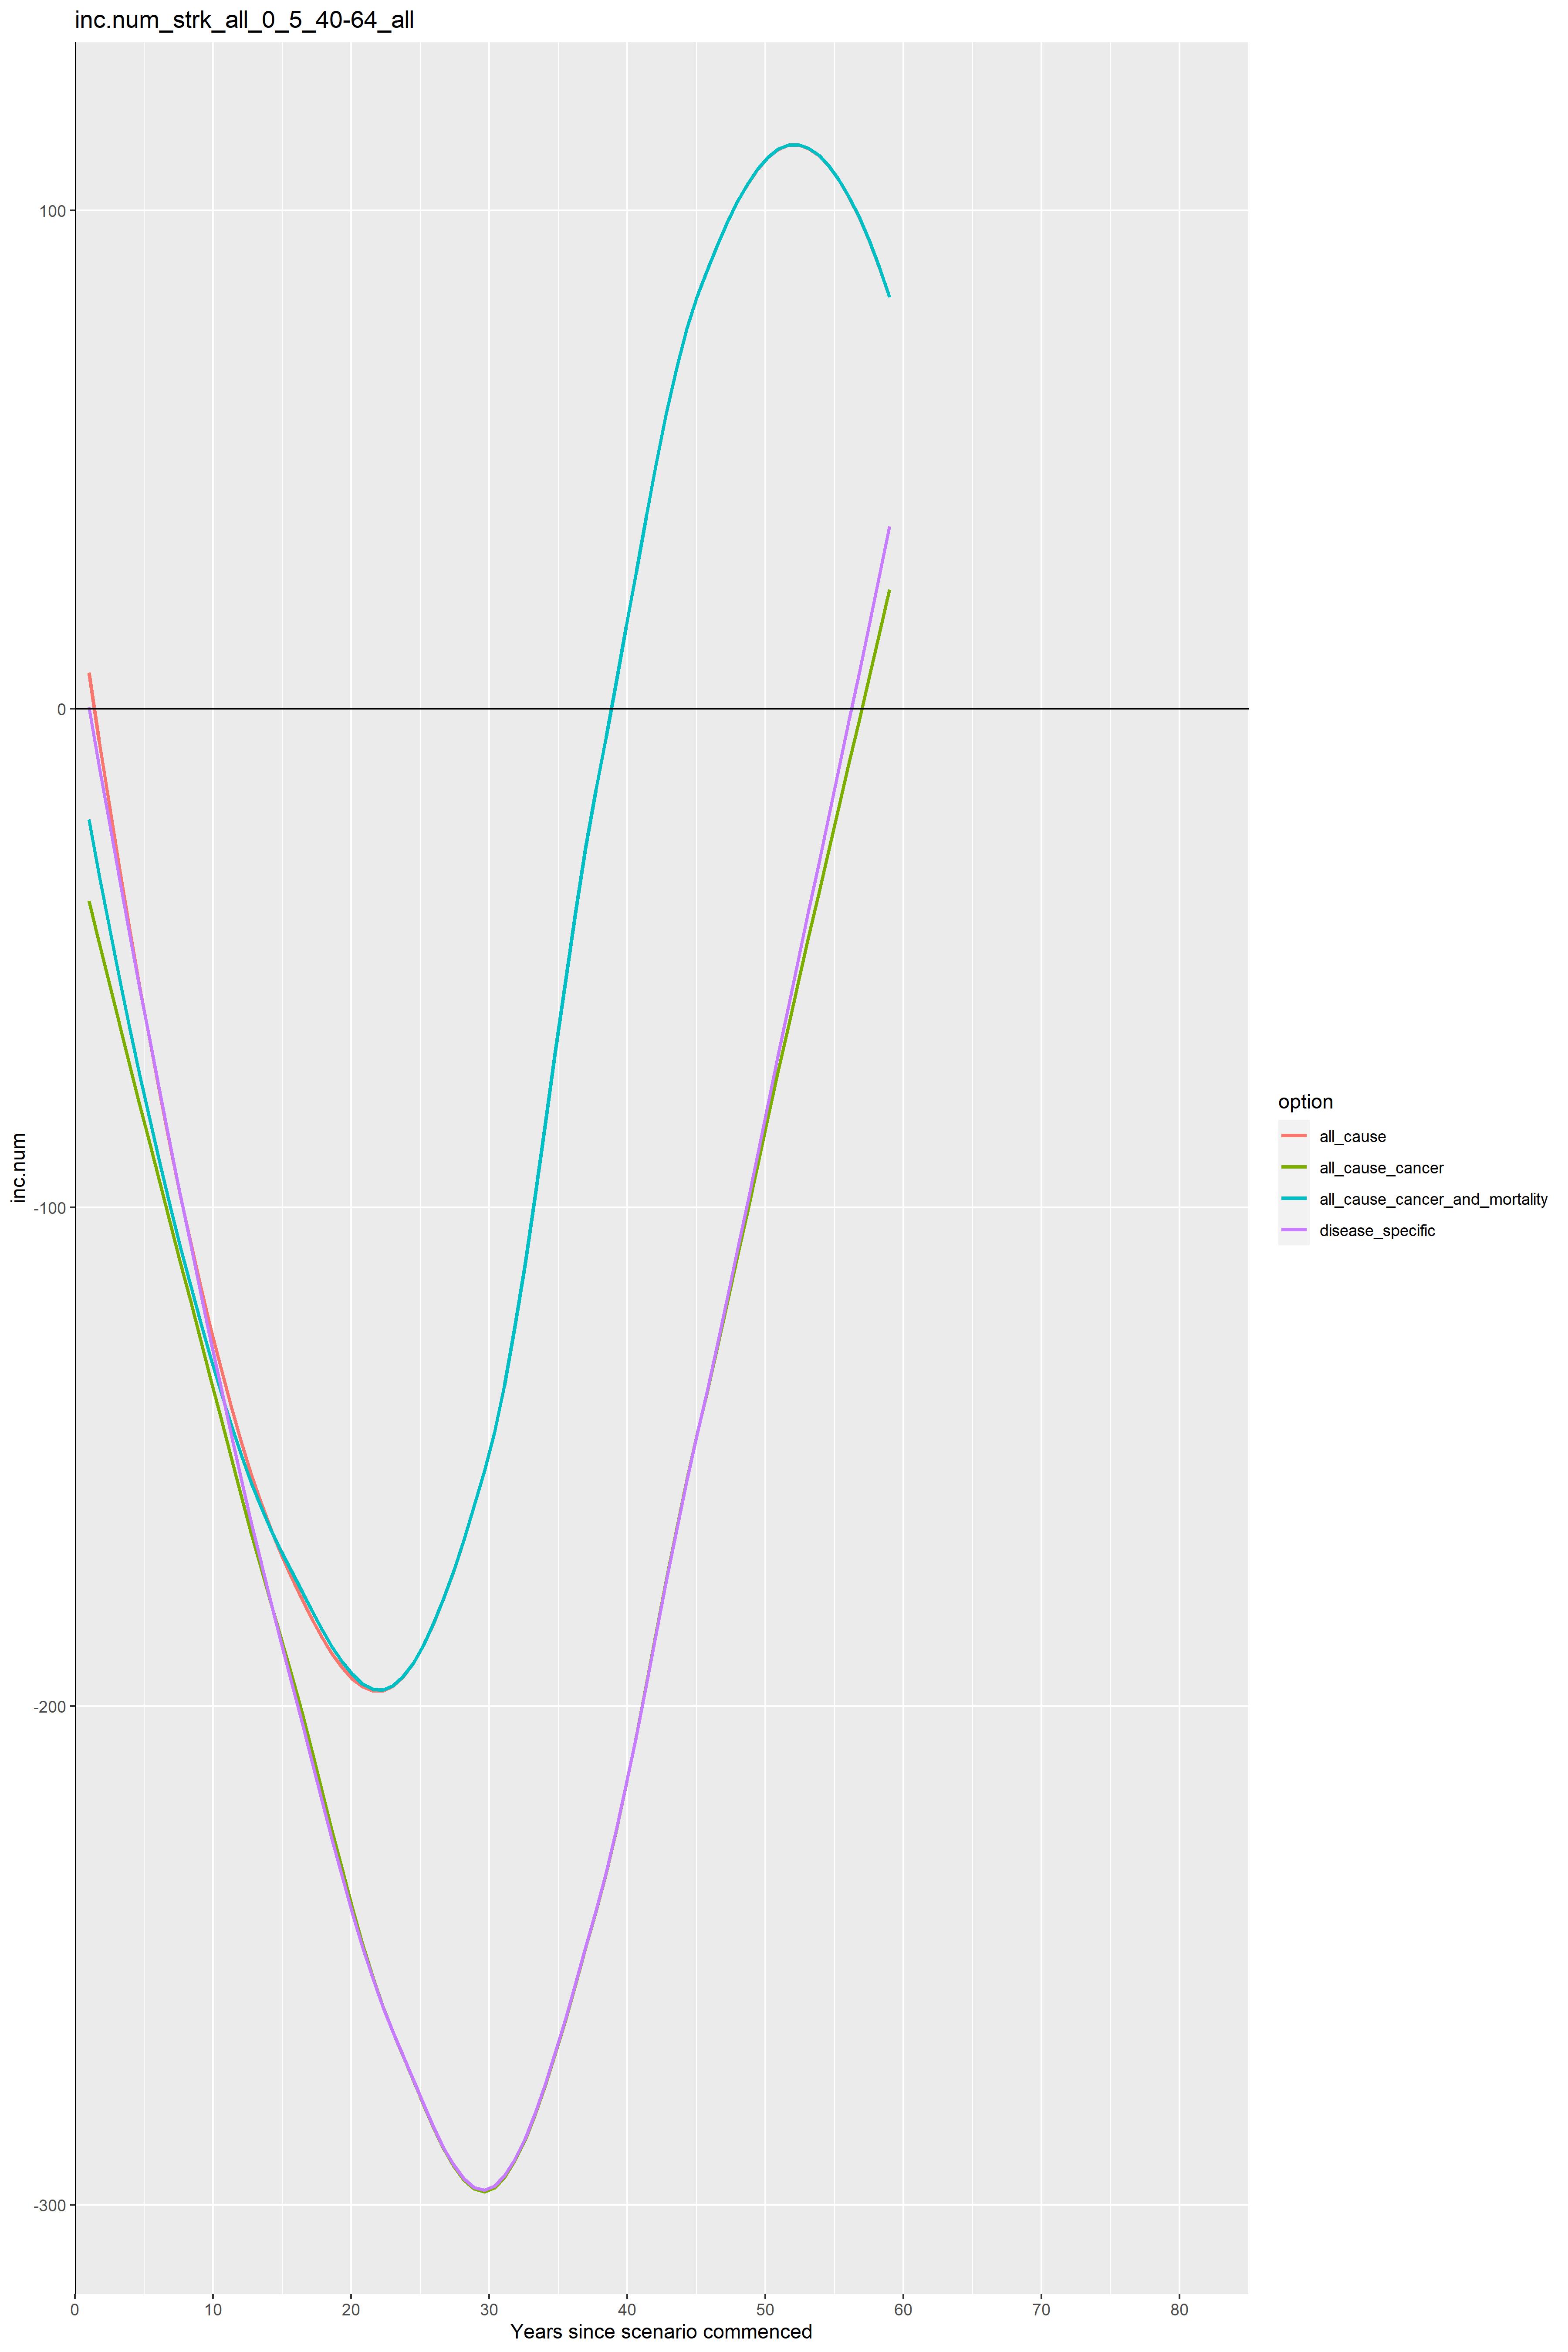 inc.num_strk_all_0_5_40-64_all
100
0
-100
-200
-300
inc.num
0 10 20 30 40 50 60 70 80
Years since scenario commenced
option
all_cause
all_cause_cancer
all_cause_cancer_and_mortality
disease_specific